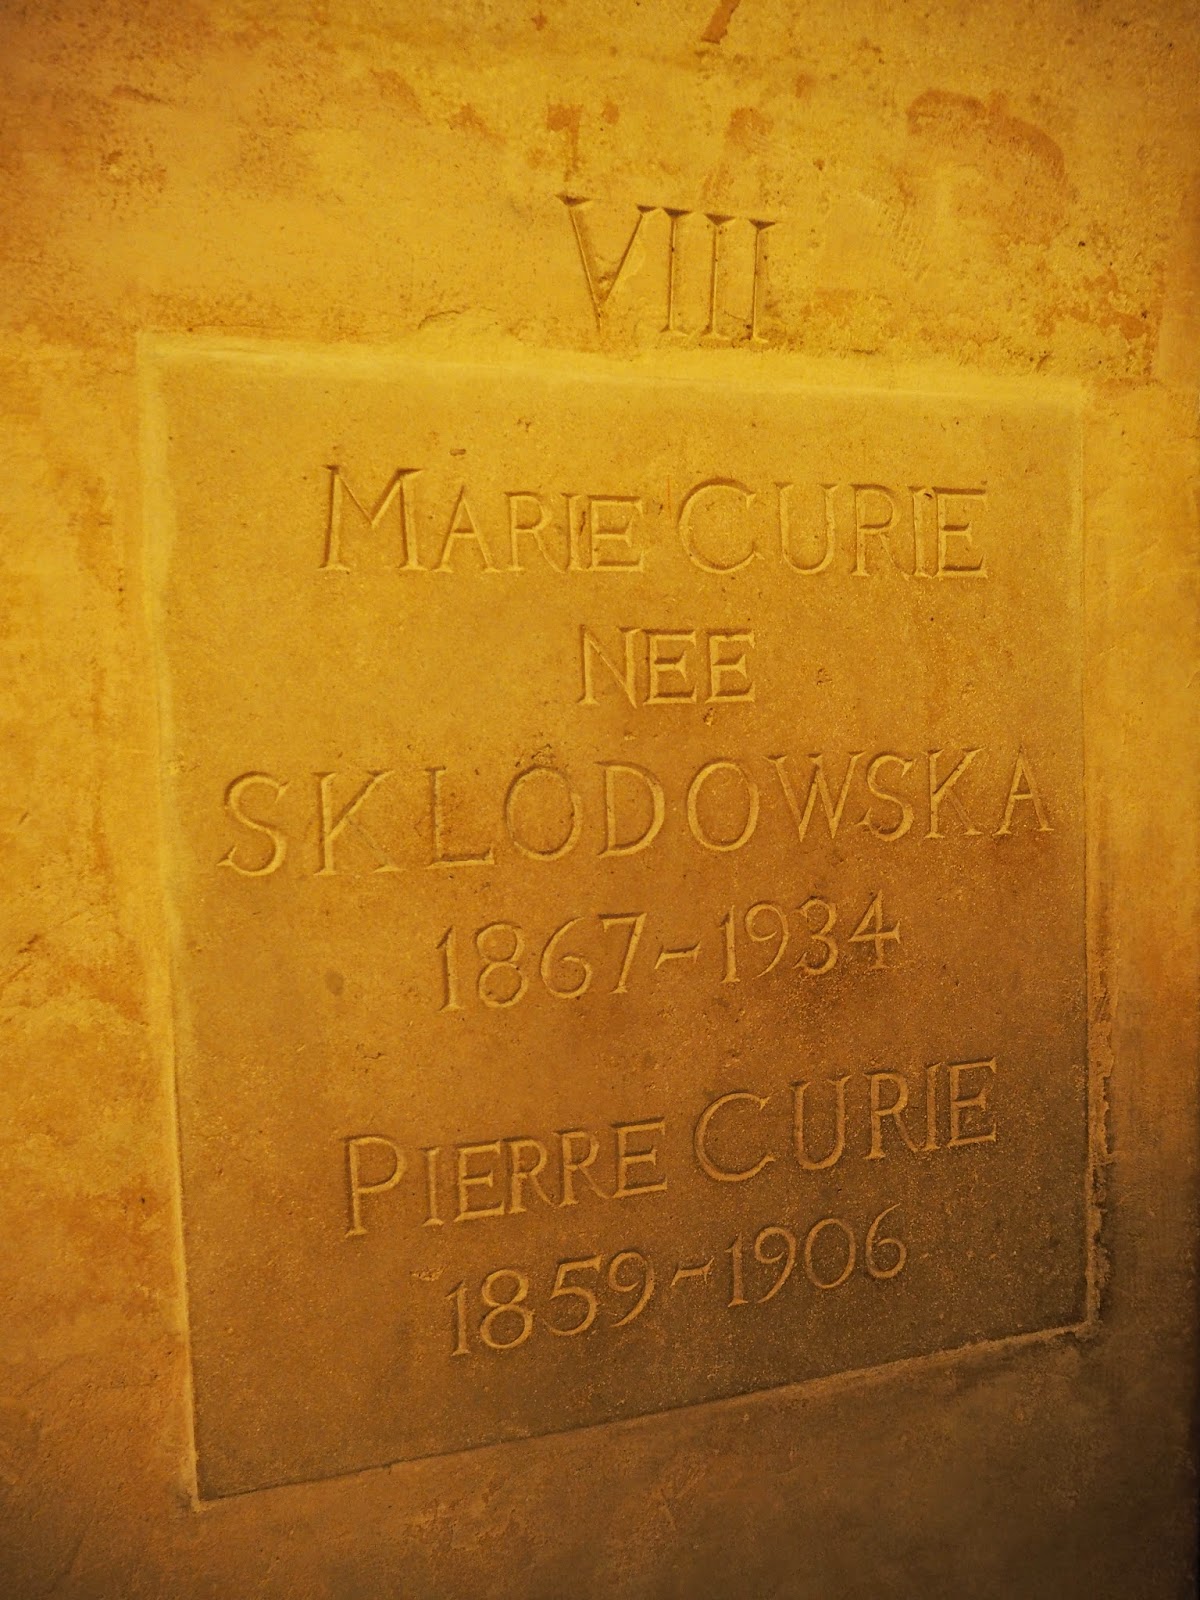 VIII
MARIE CURIE
NEE
SKLODOWSKA
1867-1934
PIERRE CURIE
1859-1906